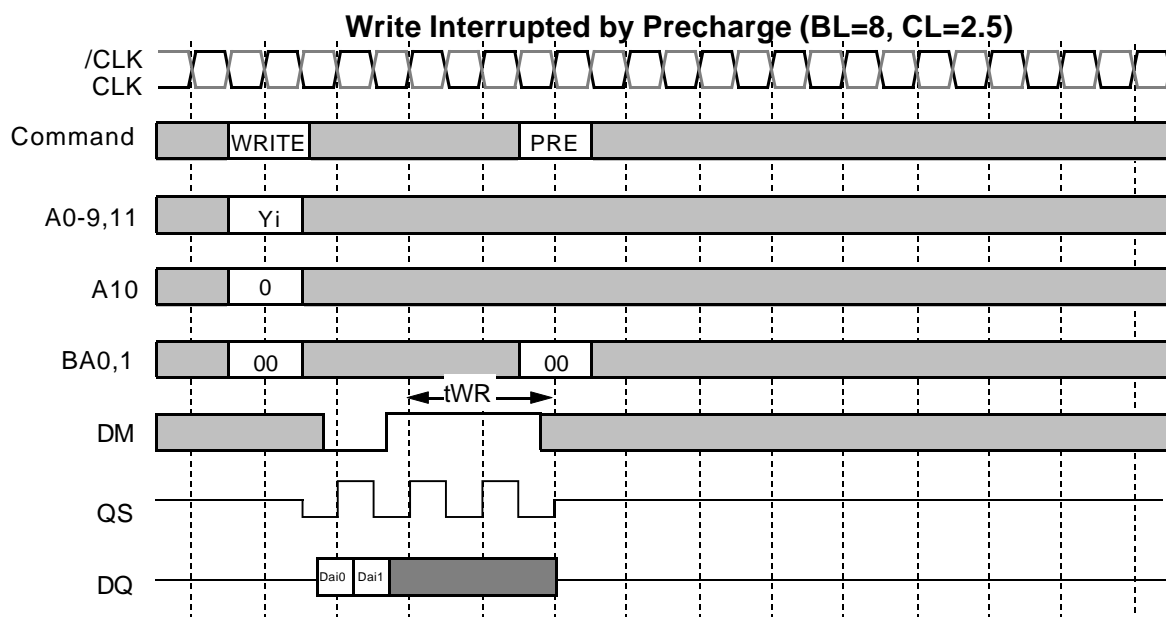 Write Interrupted by Precharge (BL=8, CL=2.5)
/CLK
CLK
Command WRITE PRE
A0-9,11 Yi
A10 0
BA0,1 00 00
tWR
DM
QS
DQ Dai0 Dai1